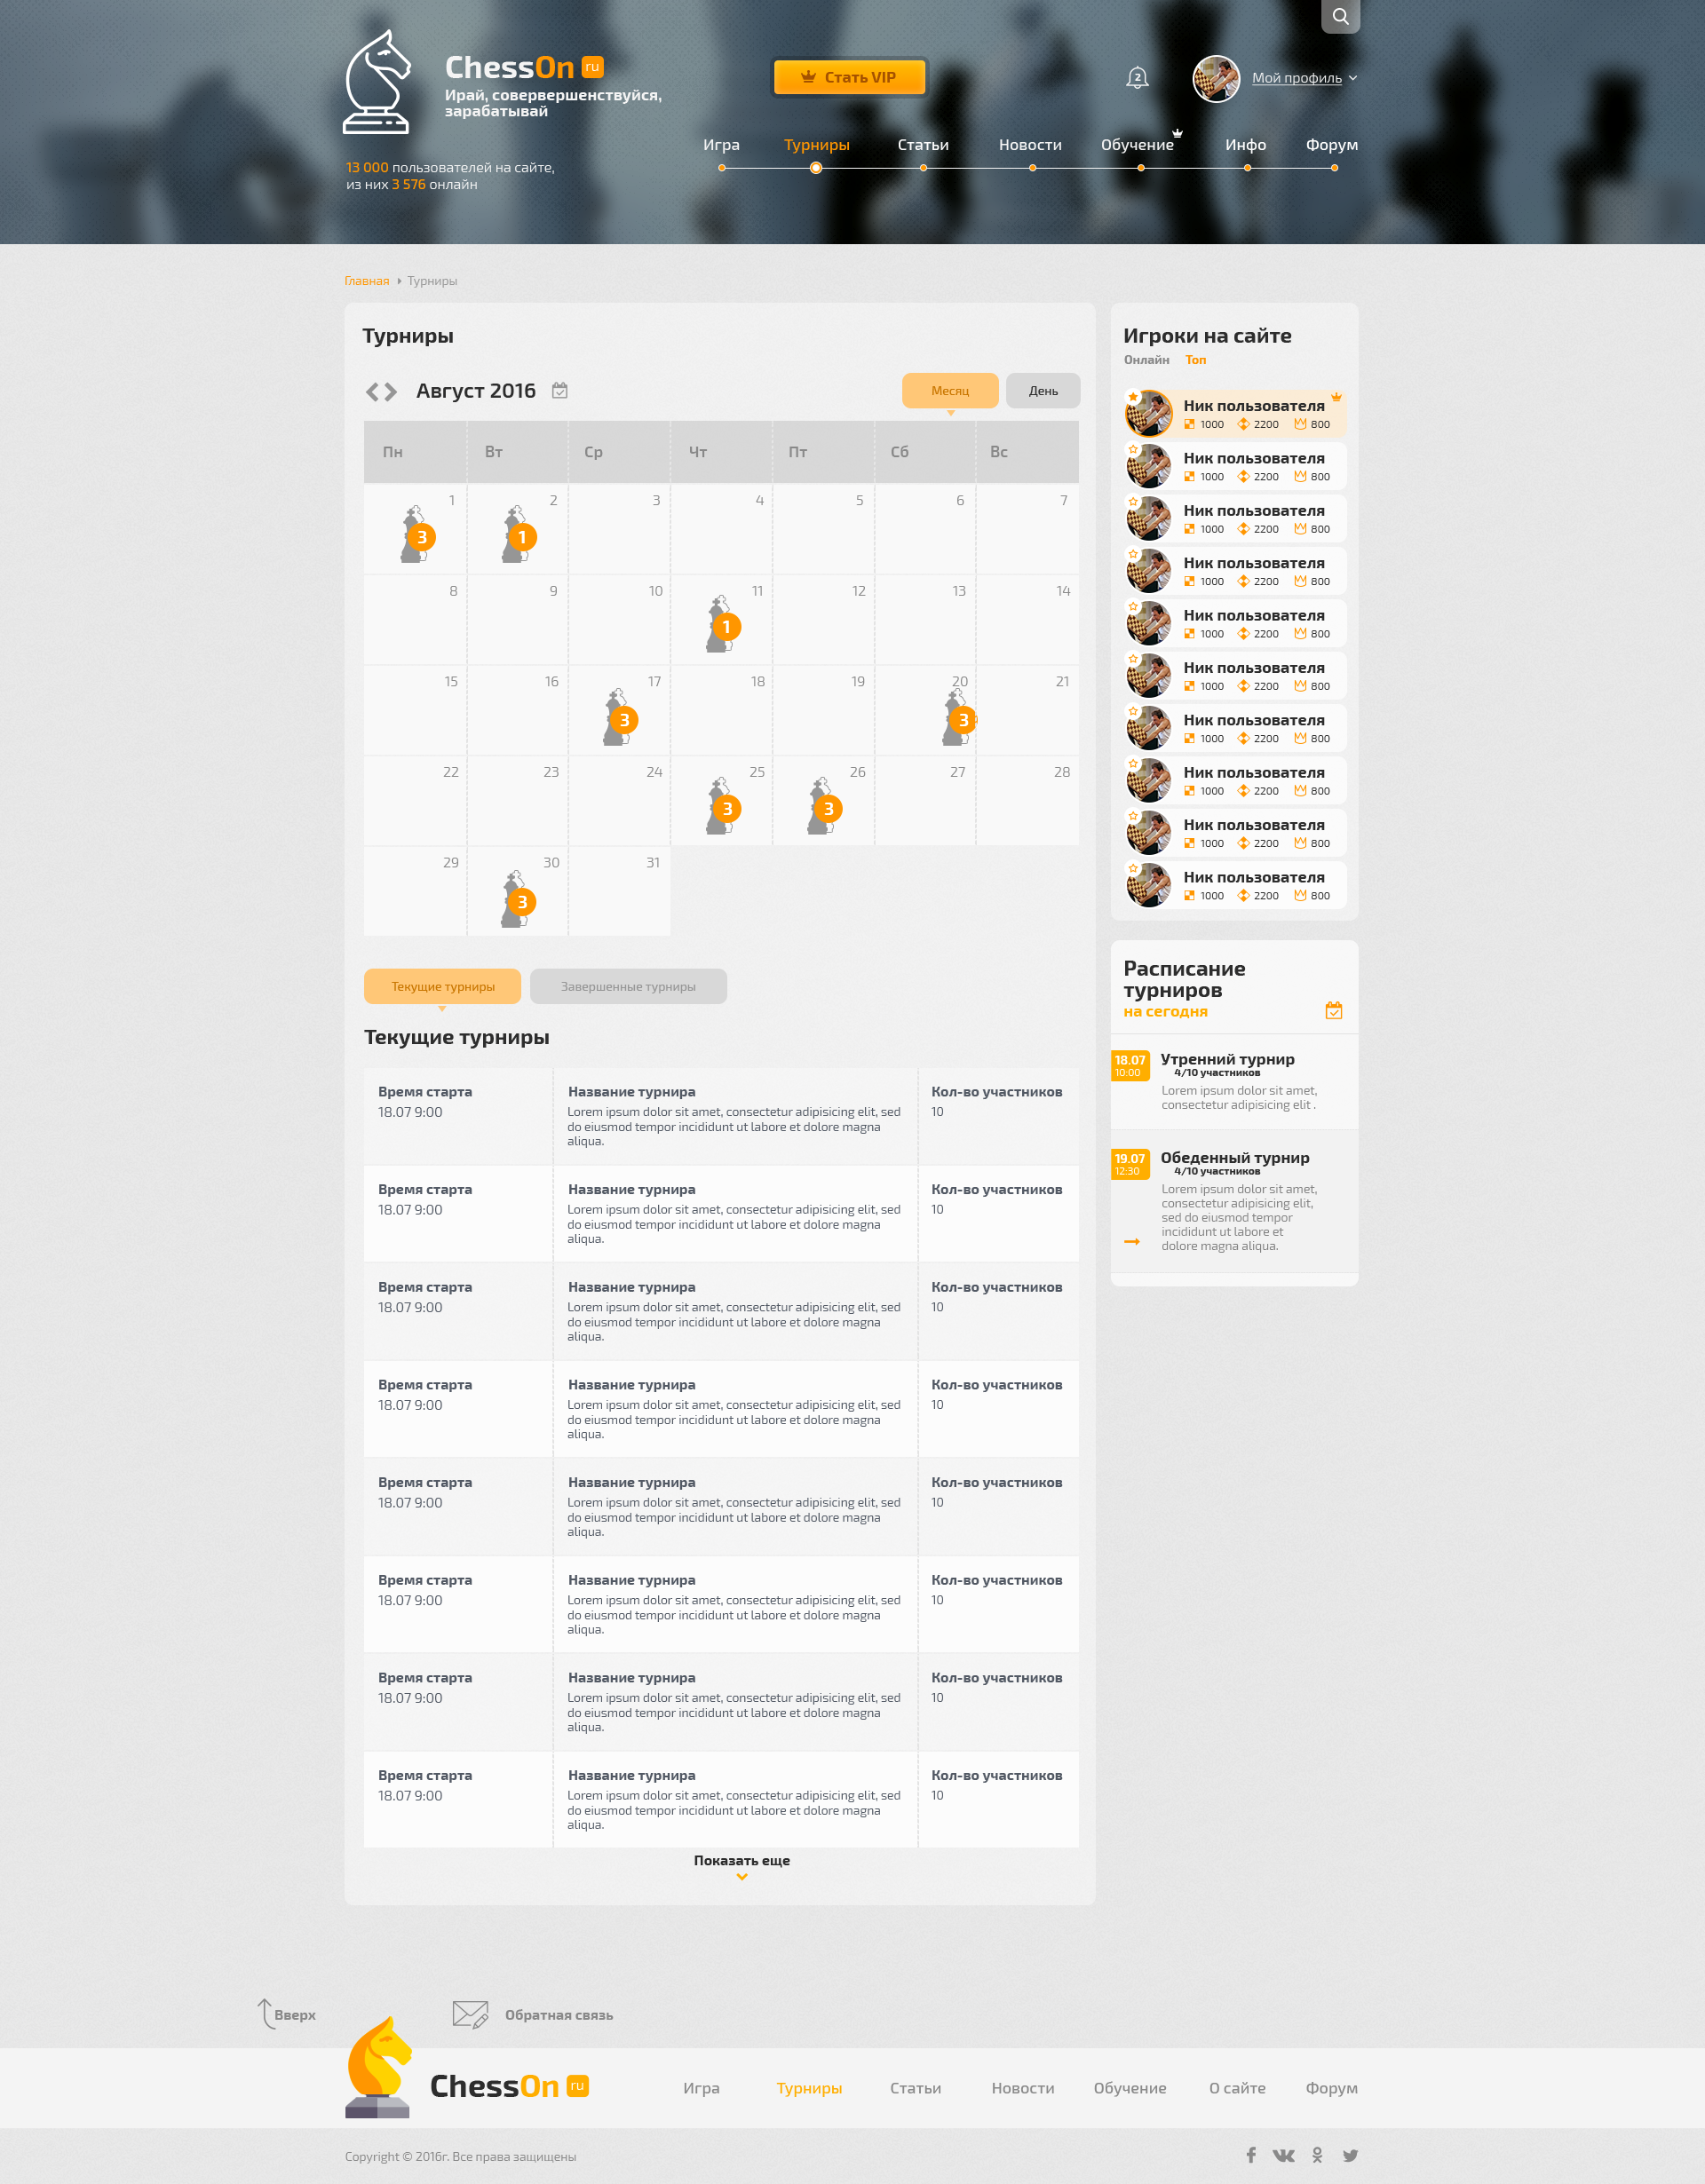 ChessOn ru
Ирай, совервершенствуйся,
зарабатывай
13 000 пользователей на сайте,
из них 3 576 онлайн
Стать VIP
2
Мой профиль
Игра Турниры Статьи Новости Обучение Инфо Форум
Главная Турниры
Турниры
Август 2016
Месяц День
Пн Вт Ср Чт Пт Сб Вс
1 2 3 4 5 6 7
3 1
8 9 10 11 12 13 14
1
15 16 17 18 19 20 21
3 3
22 23 24 25 26 27 28
3 3
29 30 31
3
Текущие турниры Завершенные турниры
Текущие турниры
Время старта Название турнира Кол-во участников
18.07 9:00 Lorem ipsum dolor sit amet, consectetur adipisicing elit, sed 10
do eiusmod tempor incididunt ut labore et dolore magna
aliqua.
Время старта Название турнира Кол-во участников
18.07 9:00 Lorem ipsum dolor sit amet, consectetur adipisicing elit, sed 10
do eiusmod tempor incididunt ut labore et dolore magna
aliqua.
Время старта Название турнира Кол-во участников
18.07 9:00 Lorem ipsum dolor sit amet, consectetur adipisicing elit, sed 10
do eiusmod tempor incididunt ut labore et dolore magna
aliqua.
Время старта Название турнира Кол-во участников
18.07 9:00 Lorem ipsum dolor sit amet, consectetur adipisicing elit, sed 10
do eiusmod tempor incididunt ut labore et dolore magna
aliqua.
Время старта Название турнира Кол-во участников
18.07 9:00 Lorem ipsum dolor sit amet, consectetur adipisicing elit, sed 10
do eiusmod tempor incididunt ut labore et dolore magna
aliqua.
Время старта Название турнира Кол-во участников
18.07 9:00 Lorem ipsum dolor sit amet, consectetur adipisicing elit, sed 10
do eiusmod tempor incididunt ut labore et dolore magna
aliqua.
Время старта Название турнира Кол-во участников
18.07 9:00 Lorem ipsum dolor sit amet, consectetur adipisicing elit, sed 10
do eiusmod tempor incididunt ut labore et dolore magna
aliqua.
Время старта Название турнира Кол-во участников
18.07 9:00 Lorem ipsum dolor sit amet, consectetur adipisicing elit, sed 10
do eiusmod tempor incididunt ut labore et dolore magna
aliqua.
Показать еще
Игроки на сайте
Онлайн Топ
Ник пользователя
1000 2200 800
Ник пользователя
1000 2200 800
Ник пользователя
1000 2200 800
Ник пользователя
1000 2200 800
Ник пользователя
1000 2200 800
Ник пользователя
1000 2200 800
Ник пользователя
1000 2200 800
Ник пользователя
1000 2200 800
Ник пользователя
1000 2200 800
Ник пользователя
1000 2200 800
Расписание
турниров
на сегодня
18.07 Утренний турнир
10:00 4/10 участников
Lorem ipsum dolor sit amet,
consectetur adipisicing elit .
19.07 Обеденный турнир
12:30 4/10 участников
Lorem ipsum dolor sit amet,
consectetur adipisicing elit,
sed do eiusmod tempor
incididunt ut labore et
dolore magna aliqua.
Вверх Обратная связь
ChessOn ru
Игра Турниры Статьи Новости Обучение О сайте Форум
Copyright © 2016г. Все права защищены